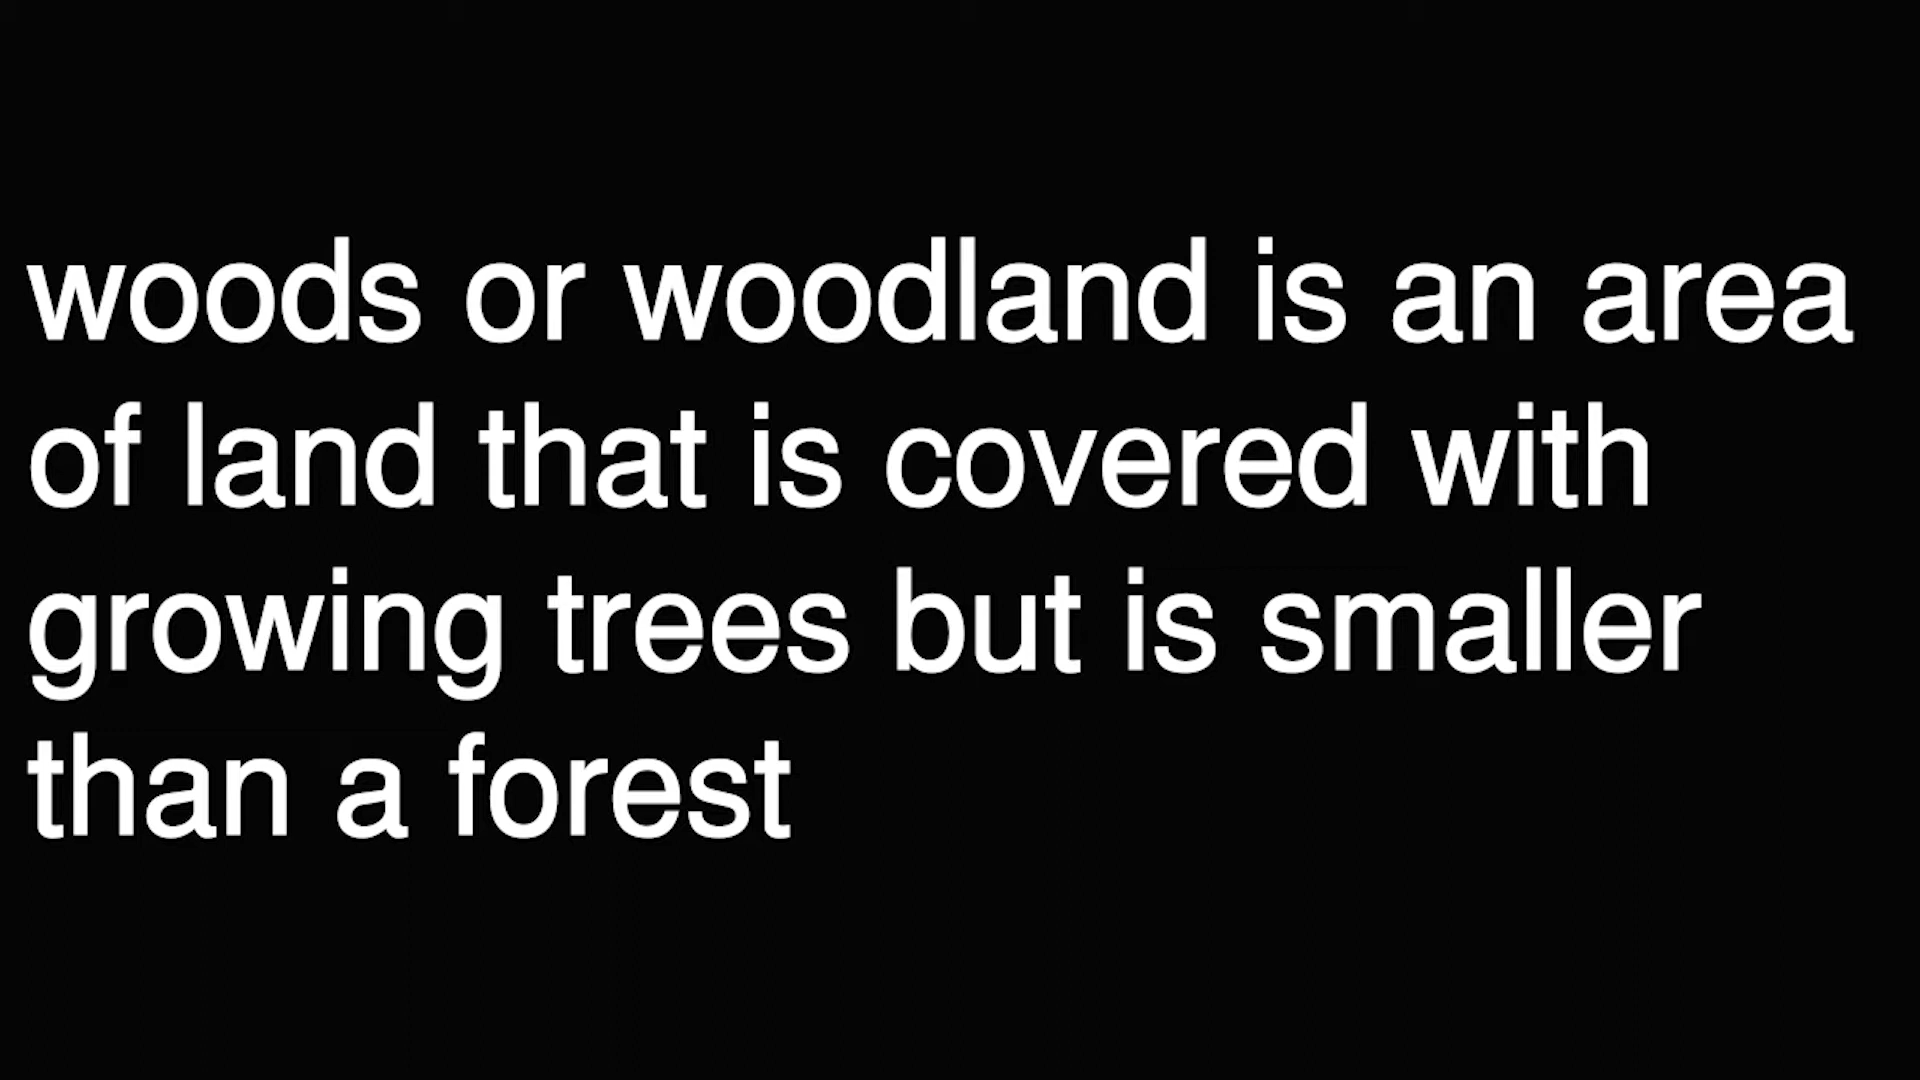 woods or woodland is an area
of land that is covered with
growing trees but is smaller
than a forest